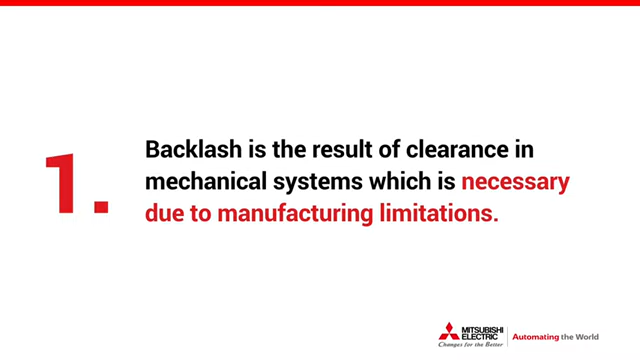 1.
Backlash is the result of clearance in
mechanical systems which is necessary
due to manufacturing limitations.
MITSUBISHI
ELECTRIC
Changes for the Better
Automating the World